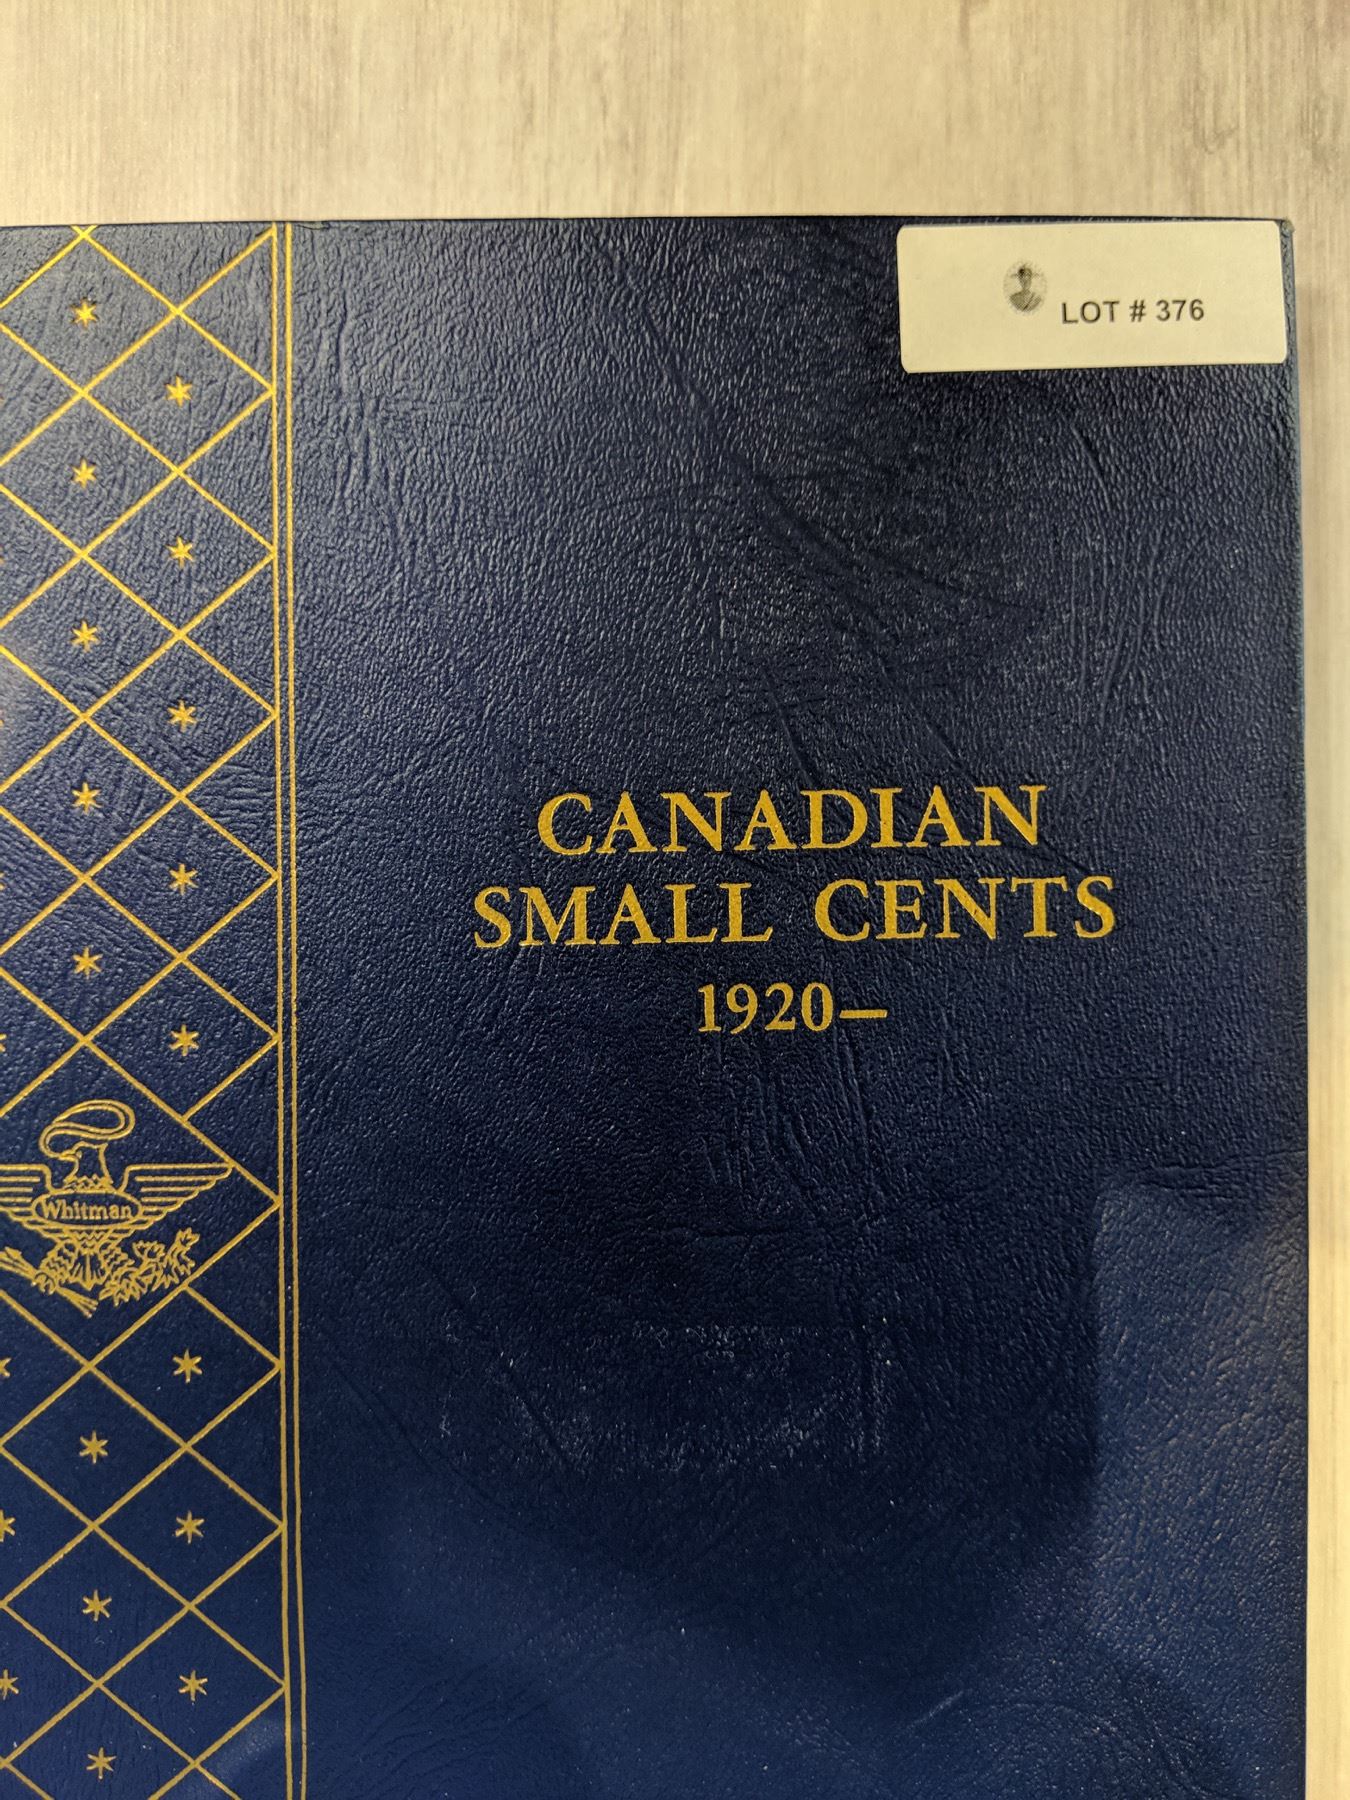 LOT # 376
CANADIAN
SMALL CENTS
1920—
Whitman